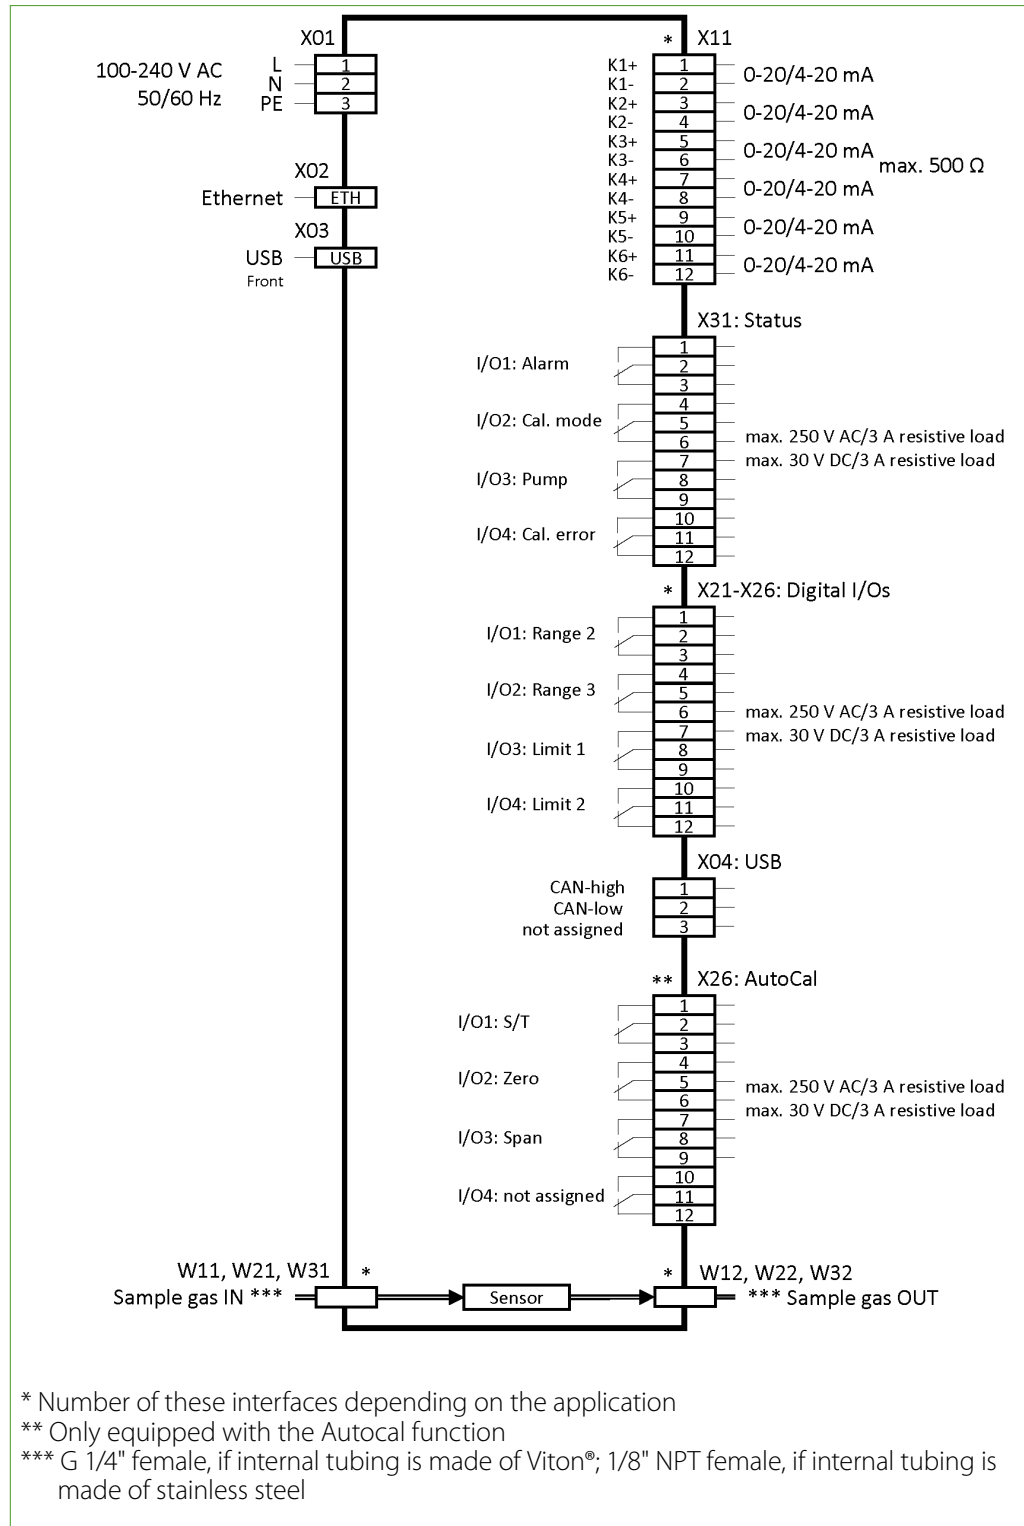 X01
100-240 V AC
50/60 Hz
L 1
N 2
PE 3
X02
Ethernet ETH
X03
USB USB
Front
* X11
K1+ 1
K1- 2
0-20/4-20 mA
K2+ 3
K2- 4
0-20/4-20 mA
K3+ 5
K3- 6
0-20/4-20 mA
max. 500 Ω
K4+ 7
K4- 8
0-20/4-20 mA
K5+ 9
K5- 10
0-20/4-20 mA
K6+ 11
K6- 12
0-20/4-20 mA
X31: Status
1
I/O1: Alarm 2
3
4
I/O2: Cal. mode 5
6
max. 250 V AC/3 A resistive load
7
max. 30 V DC/3 A resistive load
I/O3: Pump 8
9
10
I/O4: Cal. error 11
12
* X21-X26: Digital I/Os
1
I/O1: Range 2 2
3
4
I/O2: Range 3 5
6
max. 250 V AC/3 A resistive load
7
max. 30 V DC/3 A resistive load
I/O3: Limit 1 8
9
10
I/O4: Limit 2 11
12
X04: USB
CAN-high 1
CAN-low 2
not assigned 3
** X26: AutoCal
1
I/O1: S/T 2
3
4
I/O2: Zero 5
6
max. 250 V AC/3 A resistive load
7
max. 30 V DC/3 A resistive load
I/O3: Span 8
9
10
I/O4: not assigned 11
12
W11, W21, W31 *
Sample gas IN ***
Sensor
* W12, W22, W32
*** Sample gas OUT
* Number of these interfaces depending on the application
** Only equipped with the Autocal function
*** G 1/4" female, if internal tubing is made of Viton®; 1/8" NPT female, if internal tubing is
made of stainless steel